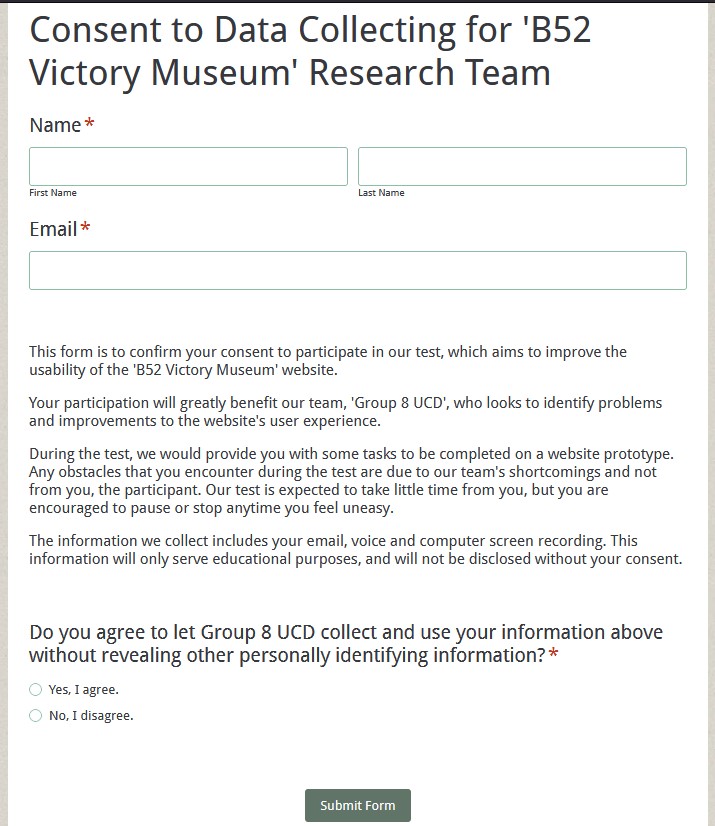 Consent to Data Collecting for 'B52
Victory Museum' Research Team
Name*
First Name
Last Name
Email*
This form is to confirm your consent to participate in our test, which aims to improve the
usability of the 'B52 Victory Museum' website.
Your participation will greatly benefit our team, 'Group 8 UCD', who looks to identify problems
and improvements to the website's user experience.
During the test, we would provide you with some tasks to be completed on a website prototype.
Any obstacles that you encounter during the test are due to our team's shortcomings and not
from you, the participant. Our test is expected to take little time from you, but you are
encouraged to pause or stop anytime you feel uneasy.
The information we collect includes your email, voice and computer screen recording. This
information will only serve educational purposes, and will not be disclosed without your consent.
Do you agree to let Group 8 UCD collect and use your information above
without revealing other personally identifying information?*
Yes, I agree.
No, I disagree.
Submit Form